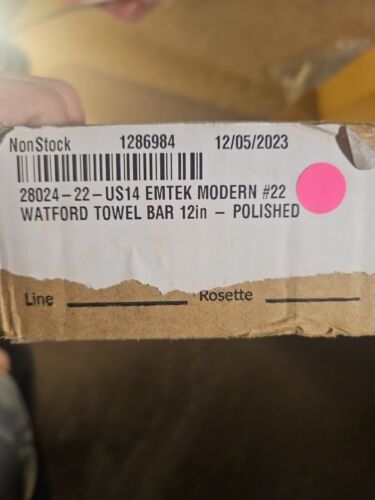 NonStock 1286984 12/05/2023
28024-22-US14 EMTEK MODERN #22
WATFORD TOWEL BAR 12in - POLISHED
Line Rosette